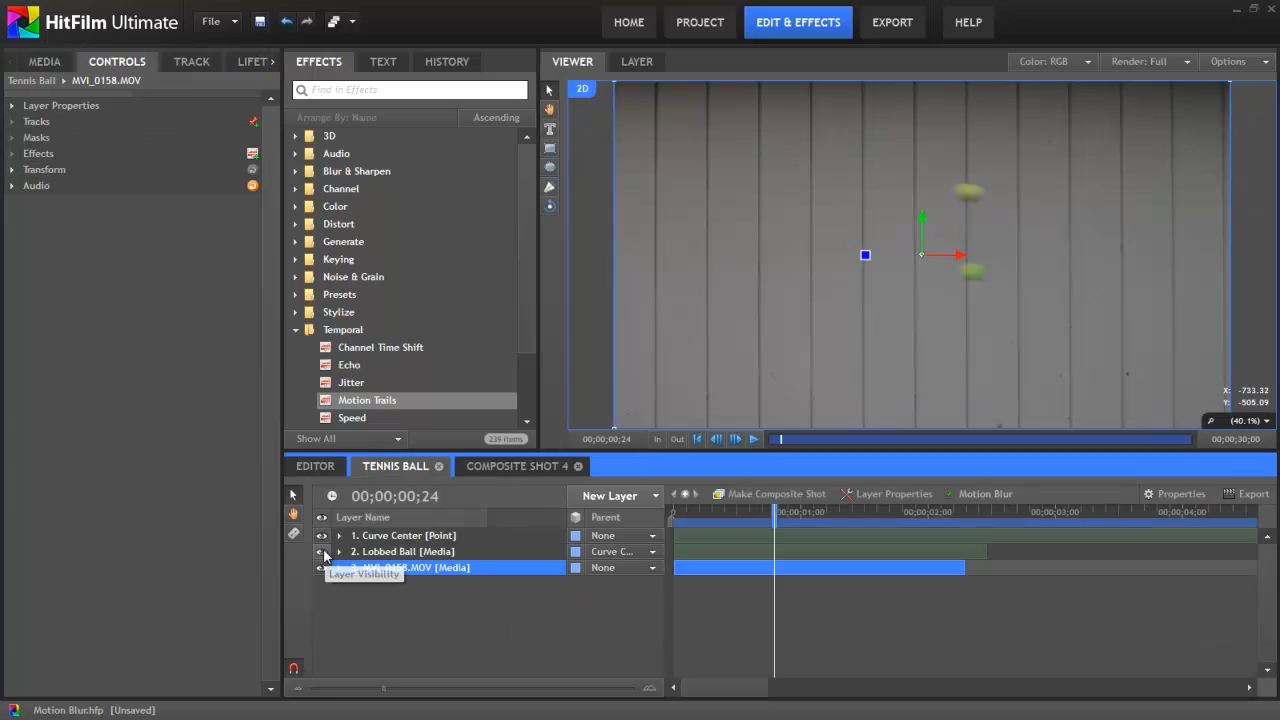 HitFilm Ultimate
File
HOME
PROJECT
EDIT & EFFECTS
EXPORT
HELP
MEDIA
CONTROLS
TRACK
LIFET
Tennis Ball
MVI_0158.MOV
Layer Properties
Tracks
Masks
Effects
Transform
Audio
EFFECTS
TEXT
HISTORY
Find in Effects
Arrange By: Name
Ascending
3D
Audio
Blur & Sharpen
Channel
Color
Distort
Generate
Keying
Noise & Grain
Presets
Stylize
Temporal
Channel Time Shift
Echo
Jitter
Motion Trails
Speed
Show All
239 items
VIEWER
LAYER
Color: RGB
Render: Full
Options
2D
X: -733.32
Y: -505.09
(40.1%)
00;00;00;24
In
Out
00;00;30;00
EDITOR
TENNIS BALL
COMPOSITE SHOT 4
00;00;00;24
New Layer
Make Composite Shot
Layer Properties
Motion Blur
Properties
Export
Layer Name
Parent
00;00;01;00
00;00;02;00
00;00;03;00
00;00;04;00
1. Curve Center [Point]
None
2. Lobbed Ball [Media]
Curve C...
3. MVI_0158.MOV [Media]
None
Layer Visibility
Motion Blur.hfp
[Unsaved]